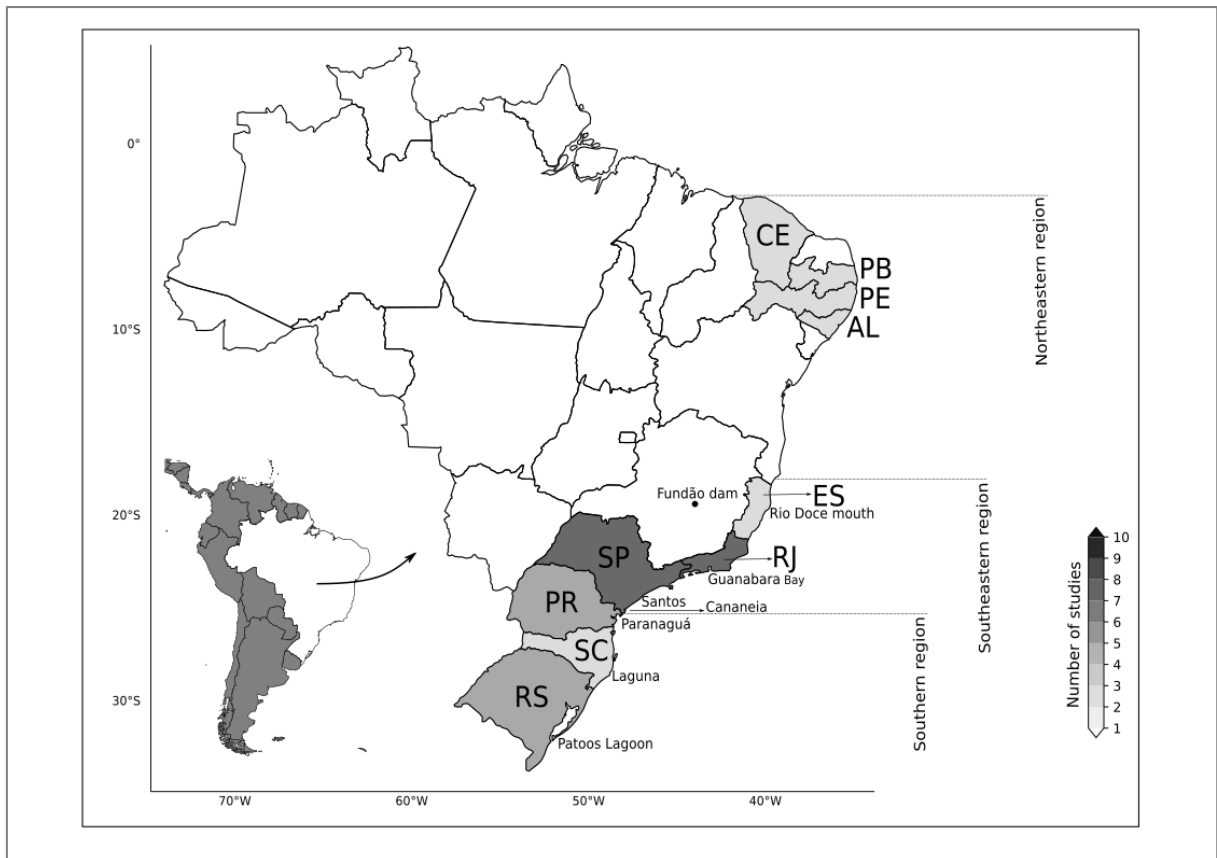 0°
10°S
20°S
30°S
70°W
60°W
50°W
40°W
CE
PB
PE
AL
Northeastern region
Fundão dam
ES
Rio Doce mouth
Southeastern region
SP
RJ
Guanabara Bay
Santos
Cananeia
PR
Paranaguá
SC
Laguna
RS
Patoos Lagoon
Southern region
Number of studies
10
9
8
7
6
5
4
3
2
1